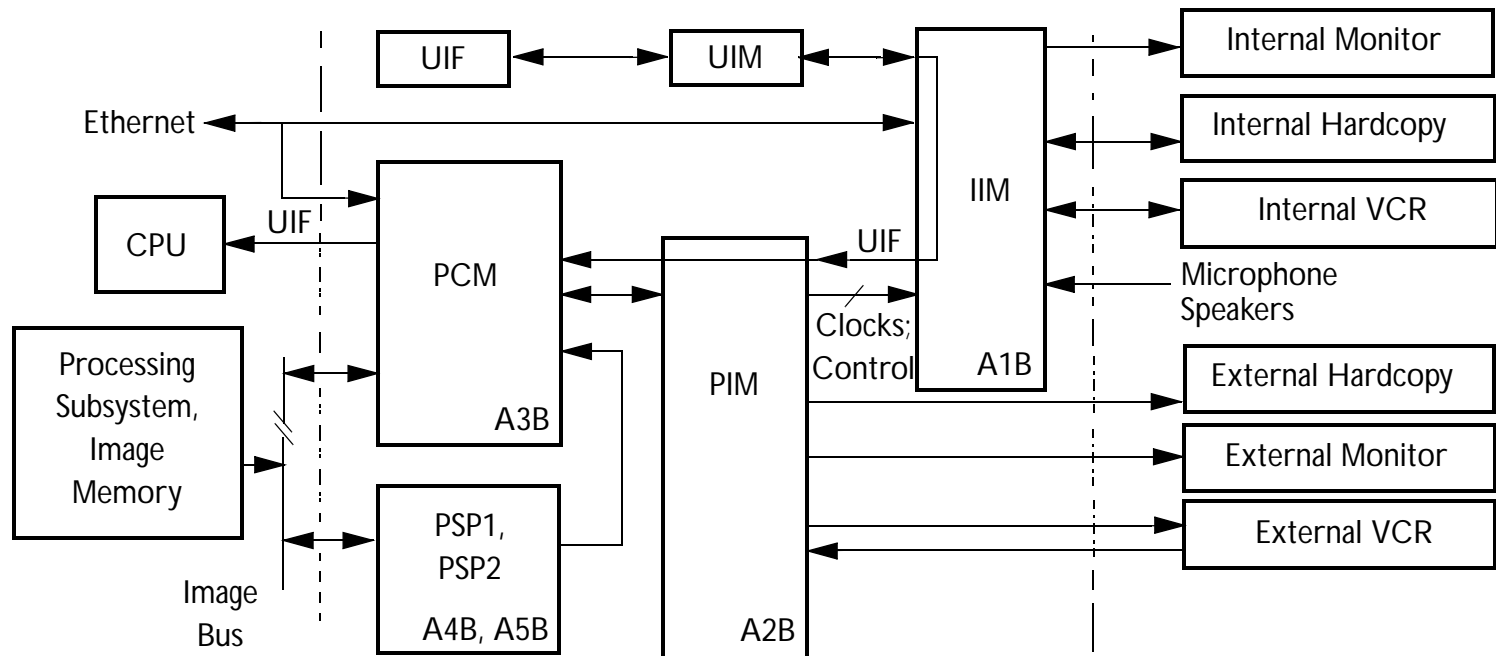 UIF
UIM
Internal Monitor
Ethernet
Internal Hardcopy
IIM
Internal VCR
CPU
UIF
PCM
UIF
Microphone
Speakers
Clocks;
Control
A1B
Processing
Subsystem,
Image
Memory
PIM
External Hardcopy
A3B
External Monitor
PSP1,
PSP2
External VCR
Image
Bus
A4B, A5B
A2B